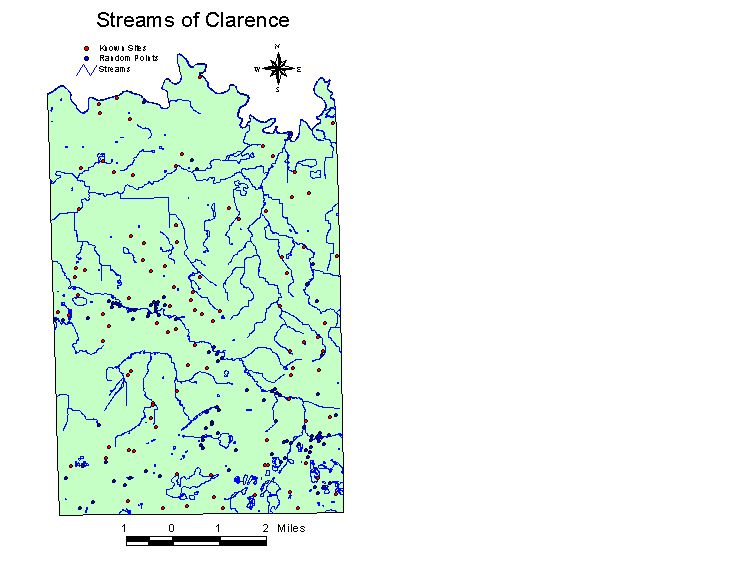 Streams of Clarence
Known Sites
Random Points
Streams
N
W E
S
1 0 1 2 Miles